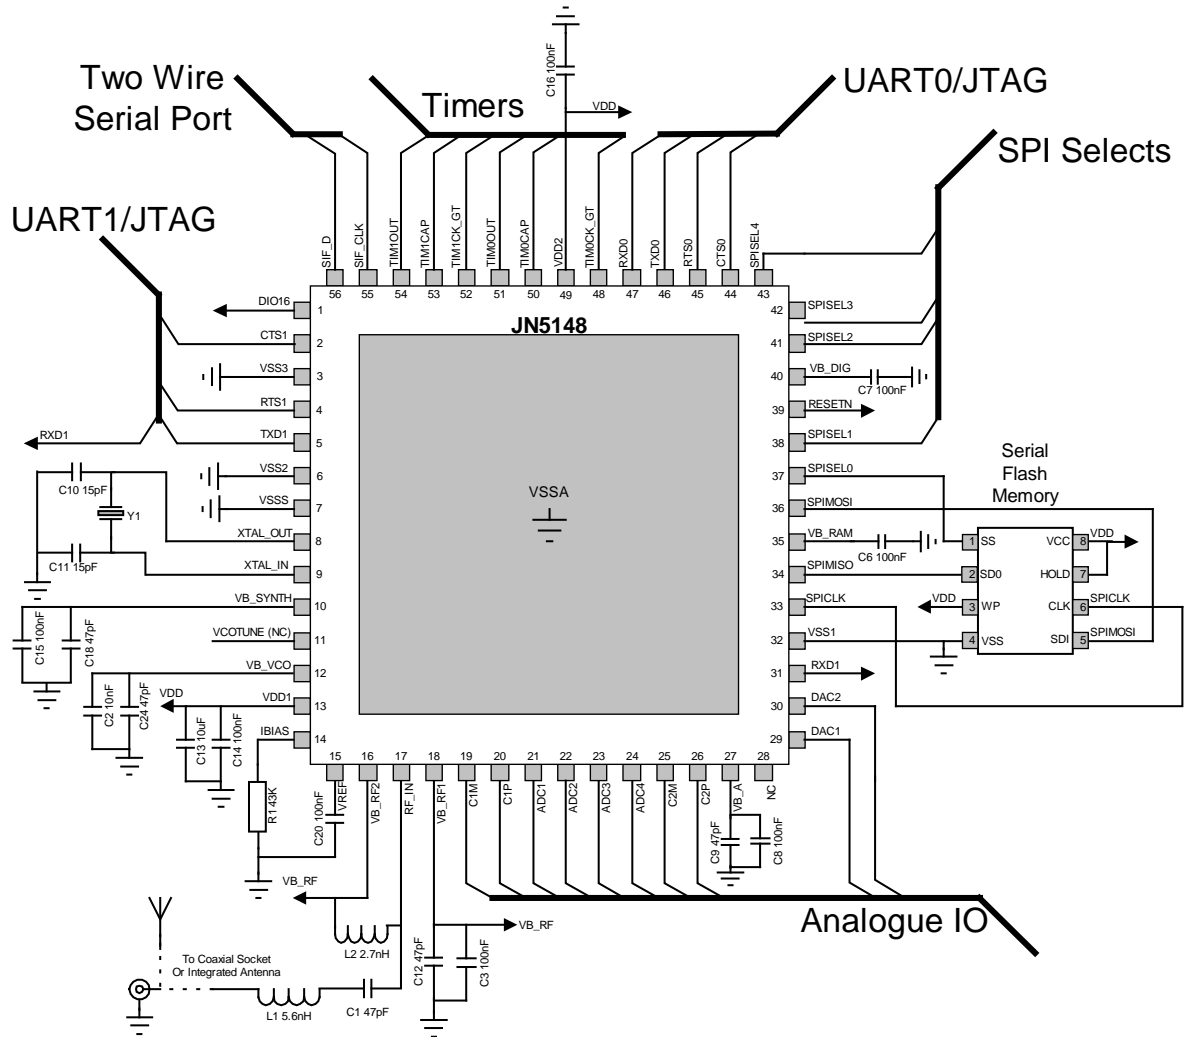 C16 100nF
Two Wire
Serial Port
Timers
VDD
UART0/JTAG
SPI Selects
UART1/JTAG
SIF_D
SIF_CLK
TIM1OUT
TIM1CAP
TIM1CK_GT
TIM0OUT
TIM0CAP
VDD2
TIM0CK_GT
RXD0
TXD0
RTS0
CTS0
SPISEL4
56
55
54
53
52
51
50
49
48
47
46
45
44
43
JN5148
VSSA
DIO16
1
CTS1
2
VSS3
3
RTS1
4
RXD1
TXD1
5
VSS2
6
C10 15pF
VSSS
7
Y1
XTAL_OUT
8
C11 15pF
XTAL_IN
9
VB_SYNTH
10
C15 100nF
C18 47pF
VCOTUNE (NC)
11
VB_VCO
12
C2 10nF
C24 47pF
VDD
VDD1
13
C13 10uF
C14 100nF
IBIAS
14
R1 43K
42
SPISEL3
41
SPISEL2
40
VB_DIG
C7 100nF
39
RESETN
38
SPISEL1
37
SPISEL0
36
SPIMOSI
35
VB_RAM
C6 100nF
34
SPIMISO
33
SPICLK
32
VSS1
31
RXD1
30
DAC2
29
DAC1
Serial
Flash
Memory
1
SS
VCC
8
VDD
2
SD0
HOLD
7
VDD
3
WP
CLK
6
SPICLK
4
VSS
SDI
5
SPIMOSI
15
16
17
18
19
20
21
22
23
24
25
26
27
28
VREF
VB_RF2
RF_IN
VB_RF1
C1M
C1P
ADC1
ADC2
ADC3
ADC4
C2M
C2P
VB_A
NC
C20 100nF
C9 47pF
C8 100nF
VB_RF
L2 2.7nH
C12 47pF
C3 100nF
VB_RF
Analogue IO
To Coaxial Socket
Or Integrated Antenna
L1 5.6nH
C1 47pF